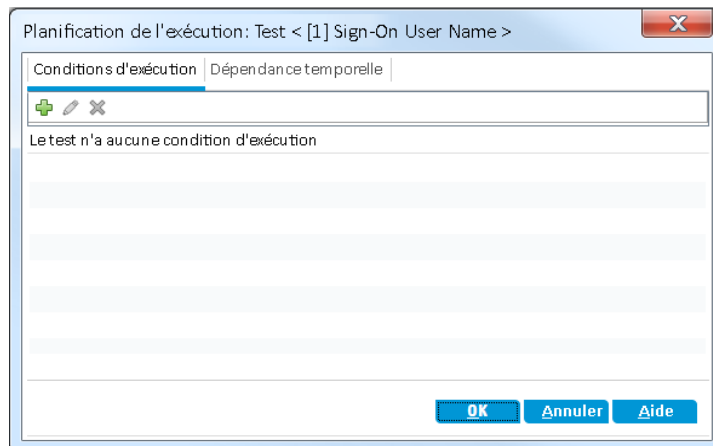 Planification de l'exécution: Test < [1] Sign-On User Name >
Conditions d'exécution Dépendance temporelle
Le test n'a aucune condition d'exécution
OK Annuler Aide